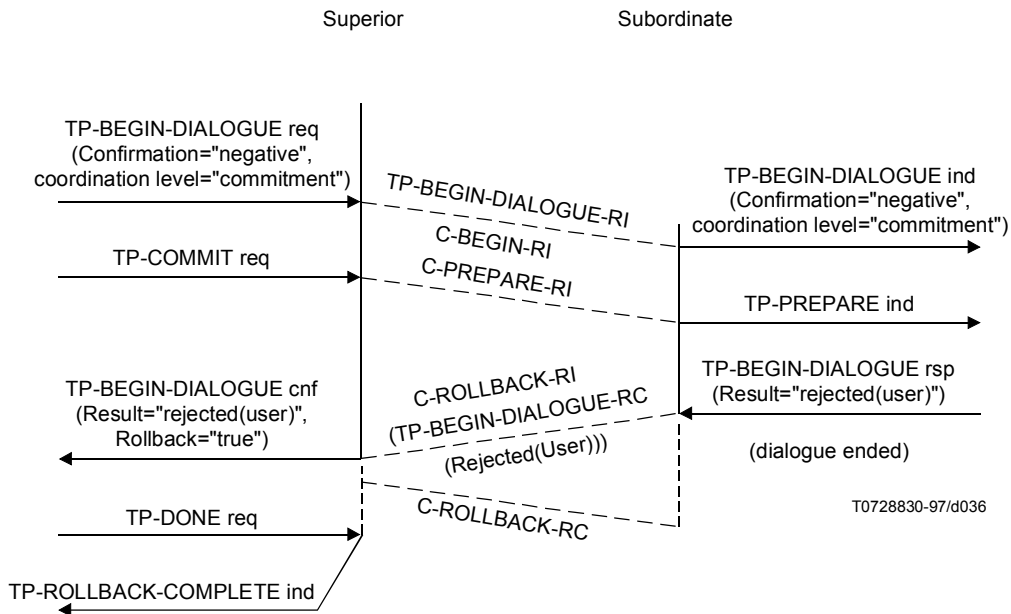 Superior
Subordinate
TP-BEGIN-DIALOGUE req
(Confirmation="negative",
coordination level="commitment")
TP-BEGIN-DIALOGUE-RI
C-BEGIN-RI
TP-BEGIN-DIALOGUE ind
(Confirmation="negative",
coordination level="commitment")
TP-COMMIT req
C-PREPARE-RI
TP-PREPARE ind
TP-BEGIN-DIALOGUE cnf
(Result="rejected(user)",
Rollback="true")
C-ROLLBACK-RI
(TP-BEGIN-DIALOGUE-RC
(Rejected(User)))
TP-BEGIN-DIALOGUE rsp
(Result="rejected(user)")
(dialogue ended)
C-ROLLBACK-RC
T0728830-97/d036
TP-DONE req
TP-ROLLBACK-COMPLETE ind